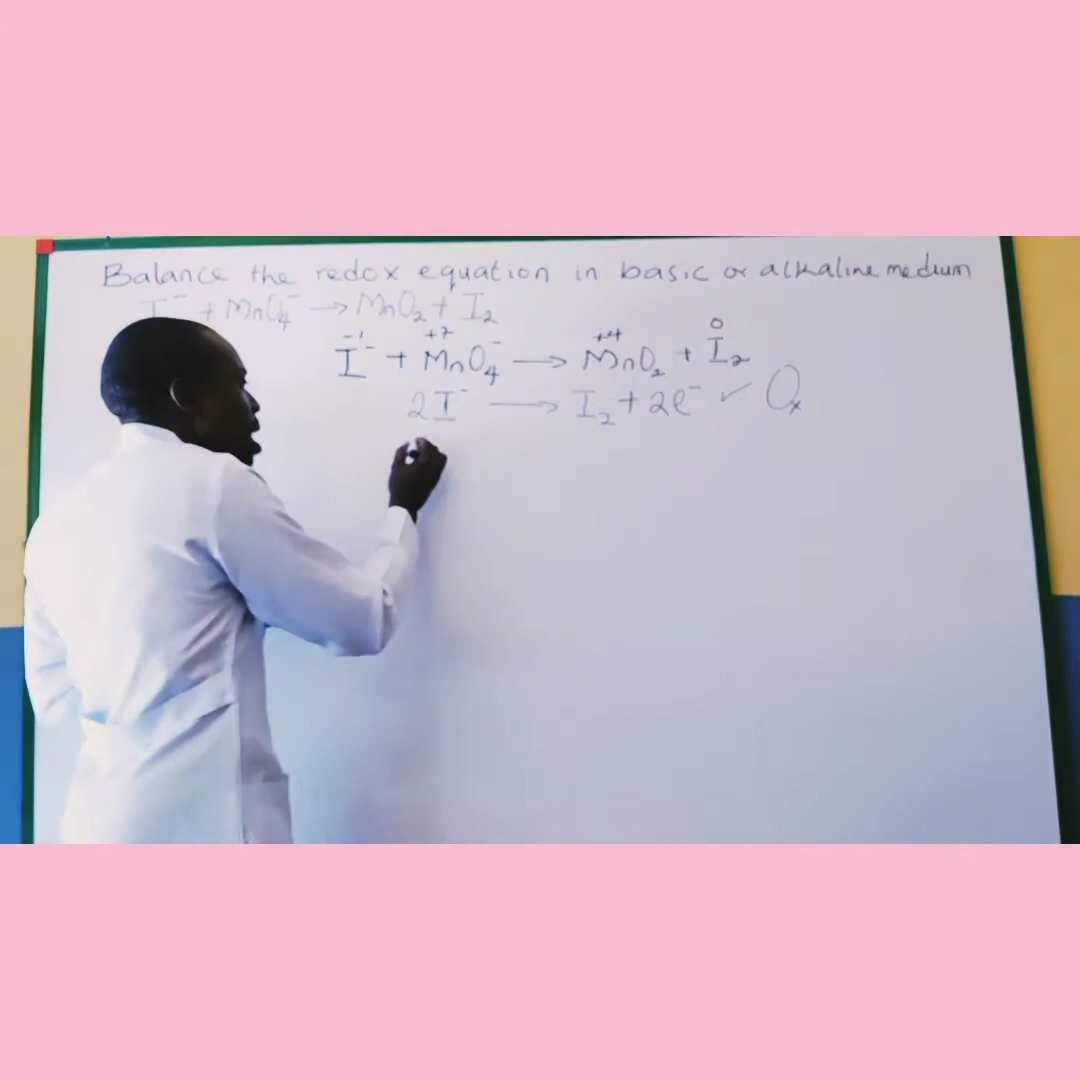 Balance the redox equation in basic or alkaline medium
I⁻ + MnO₄⁻ → MnO₂ + I₂
-1 +7 +4 0
I⁻ + MnO₄⁻ → MnO₂ + I₂
2I⁻ → I₂ + 2e⁻ ✓ Ox